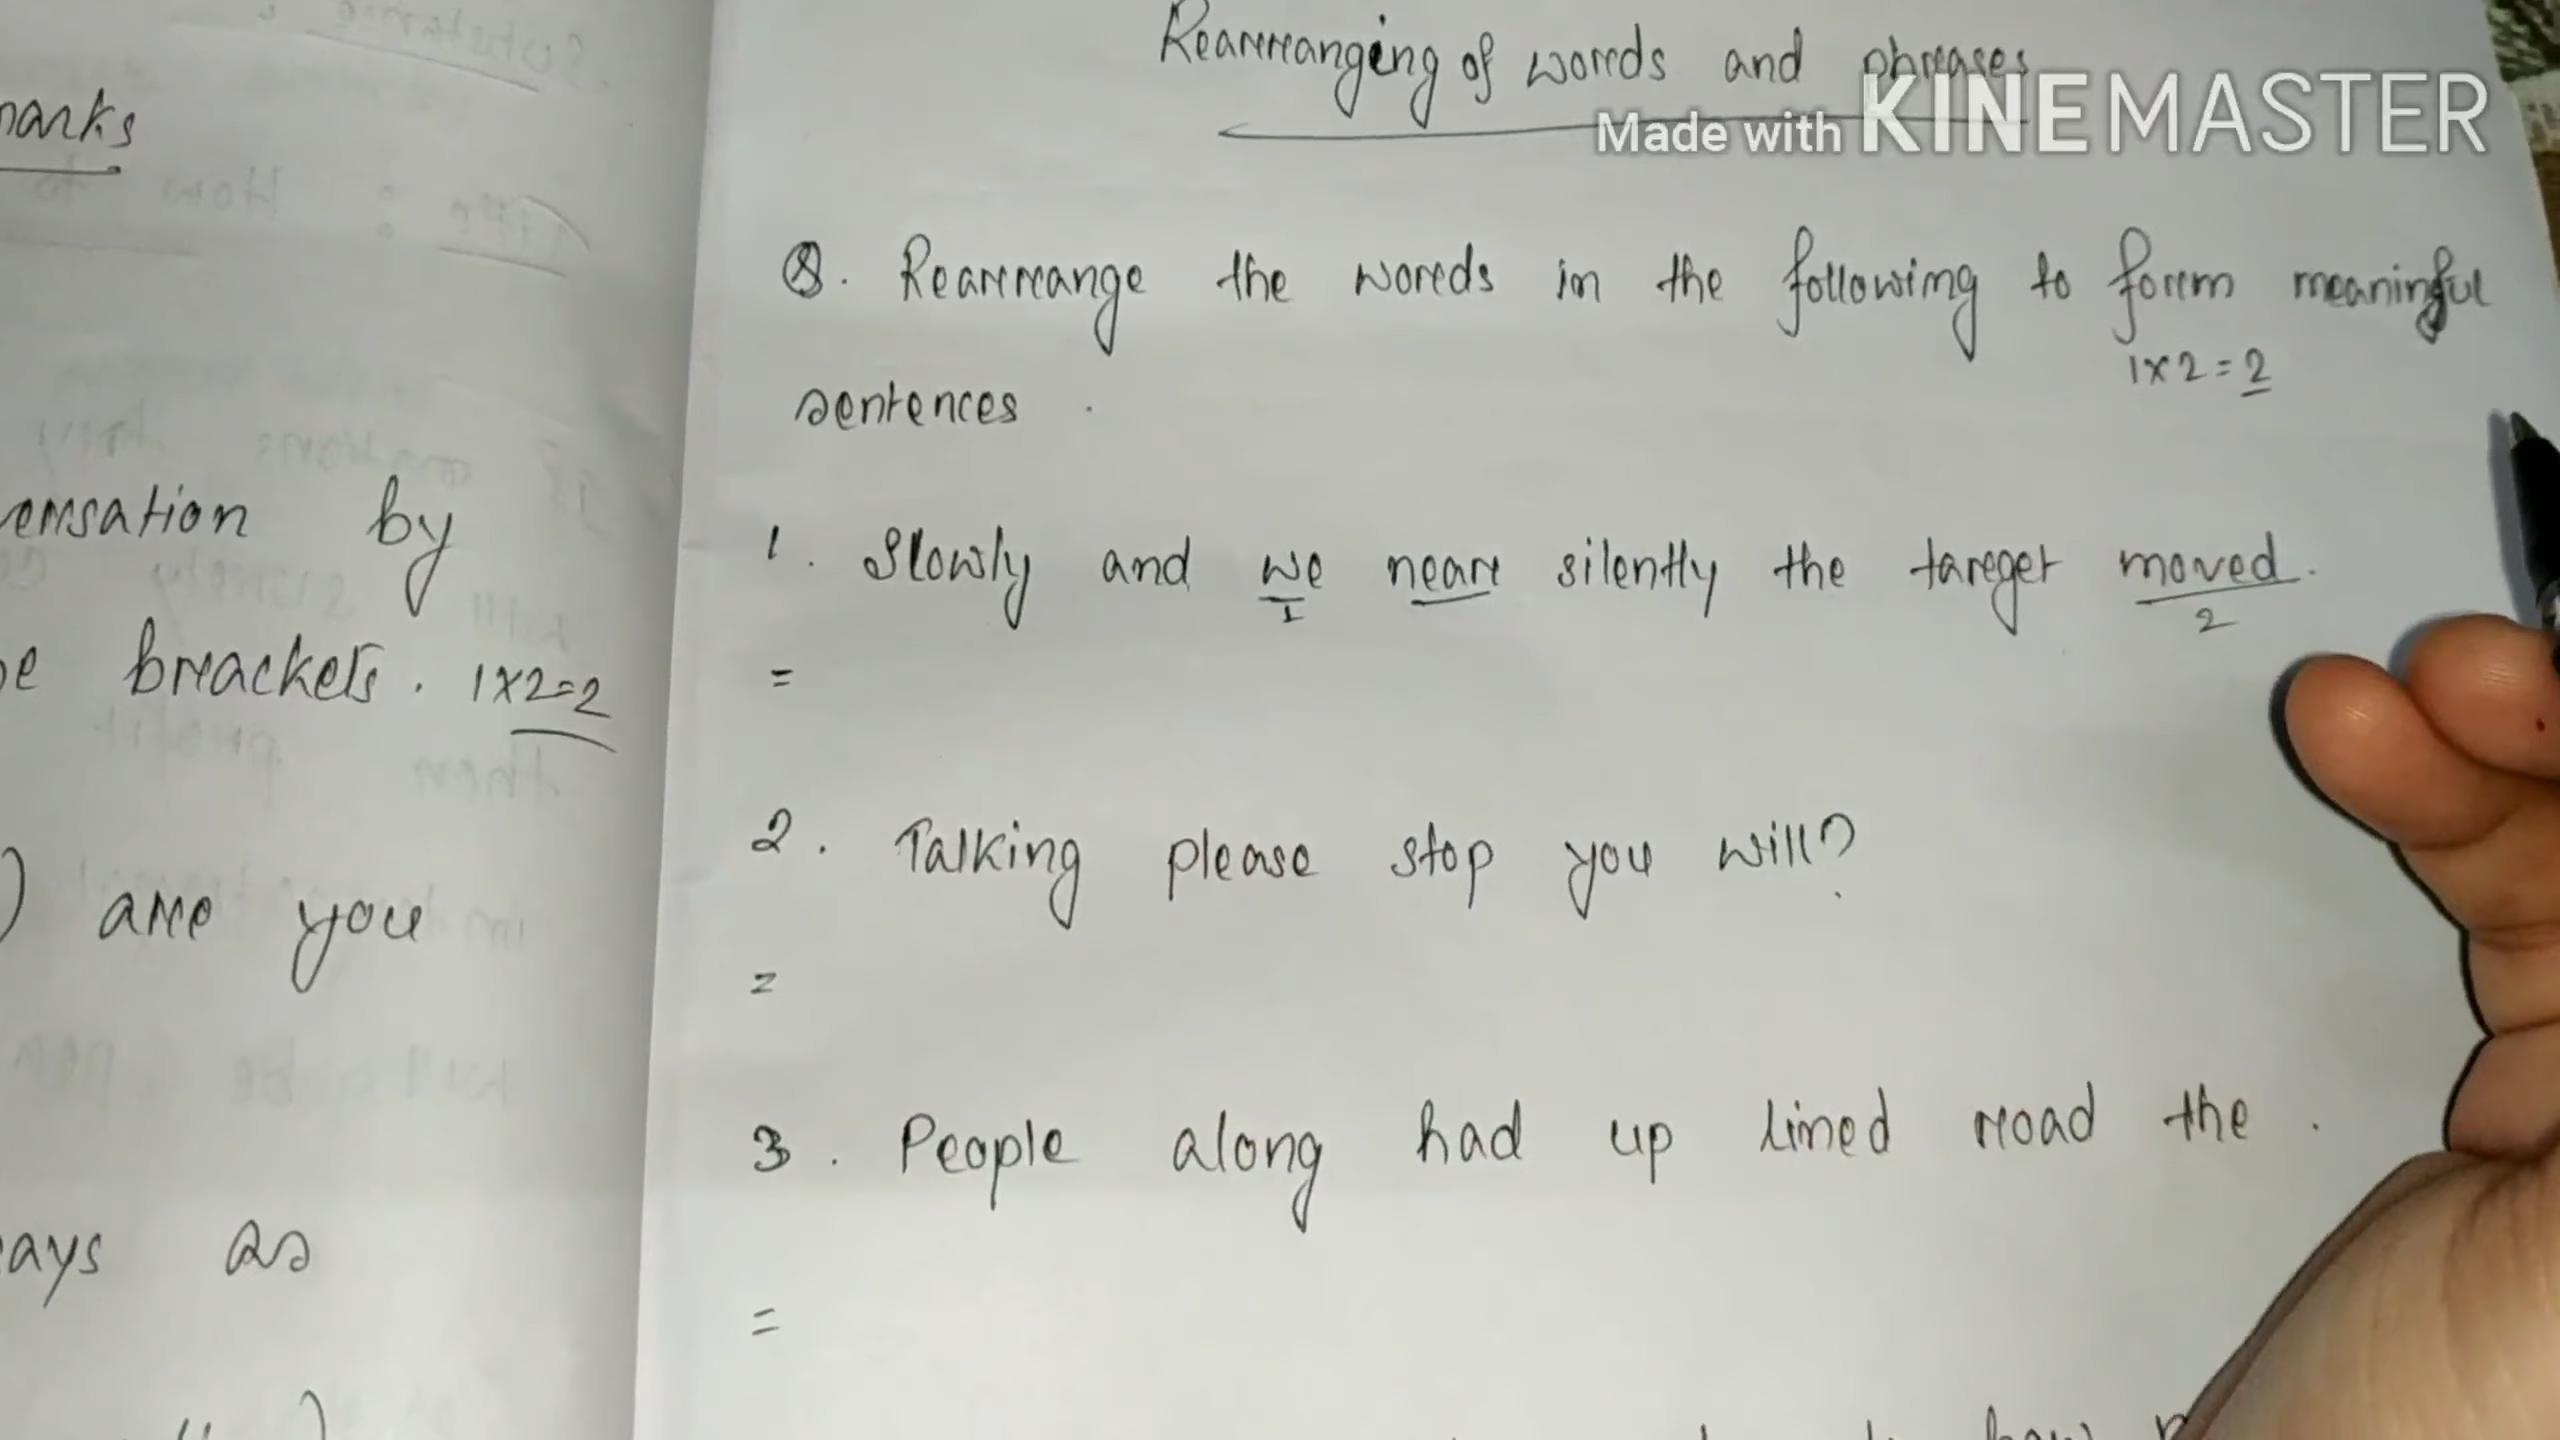 Rearranging of words and phrases
Made with KINEMASTER
marks
Q. Rearrange the words in the following to form meaningful
1x2=2
sentences.
1. Slowly and we near silently the target moved.
1 2
=
2. Talking please stop you will?
=
3. People along had up lined road the.
=
by
brackets. 1x2=2
are you
as